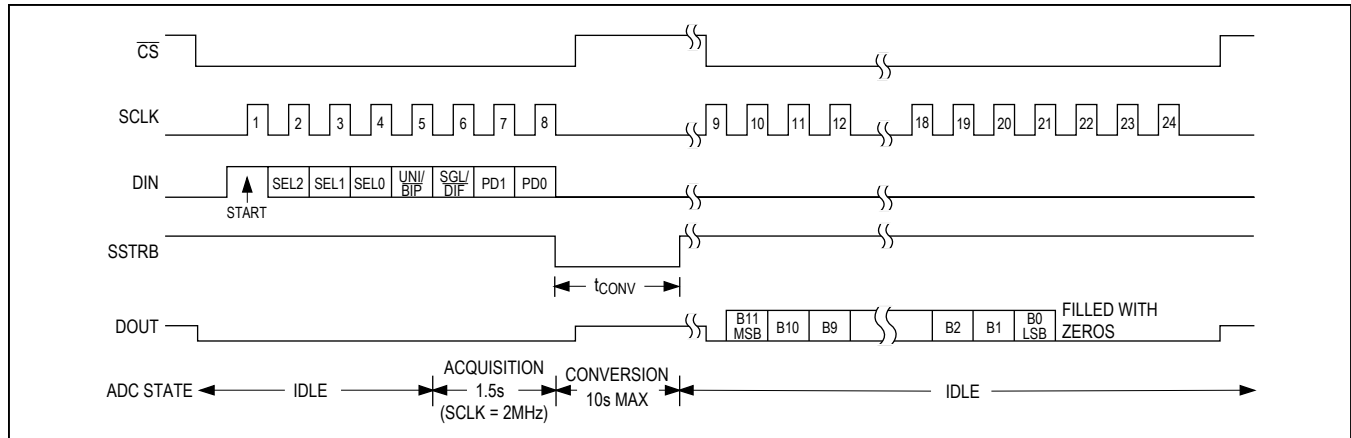 CS
SCLK 1 2 3 4 5 6 7 8 9 10 11 12 18 19 20 21 22 23 24
DIN SEL2 SEL1 SEL0 UNI/ BIP SGL/ DIF PD1 PD0
START
SSTRB
tCONV
DOUT B11 MSB B10 B9 B2 B1 B0 LSB FILLED WITH ZEROS
ADC STATE IDLE ACQUISITION 1.5s (SCLK = 2MHz) CONVERSION 10s MAX IDLE